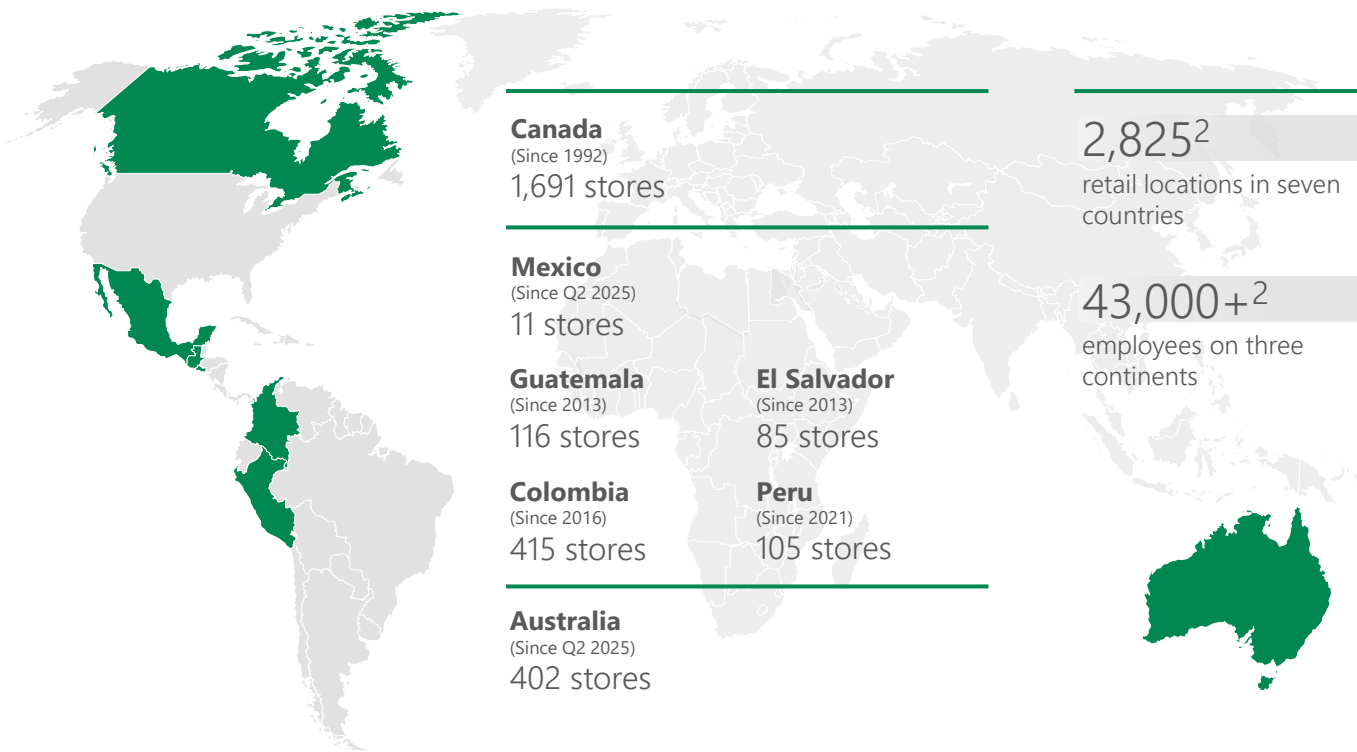 Canada
(Since 1992)
1,691 stores
Mexico
(Since Q2 2025)
11 stores
Guatemala
(Since 2013)
116 stores
El Salvador
(Since 2013)
85 stores
Colombia
(Since 2016)
415 stores
Peru
(Since 2021)
105 stores
Australia
(Since Q2 2025)
402 stores
2,825²
retail locations in seven
countries
43,000+²
employees on three
continents